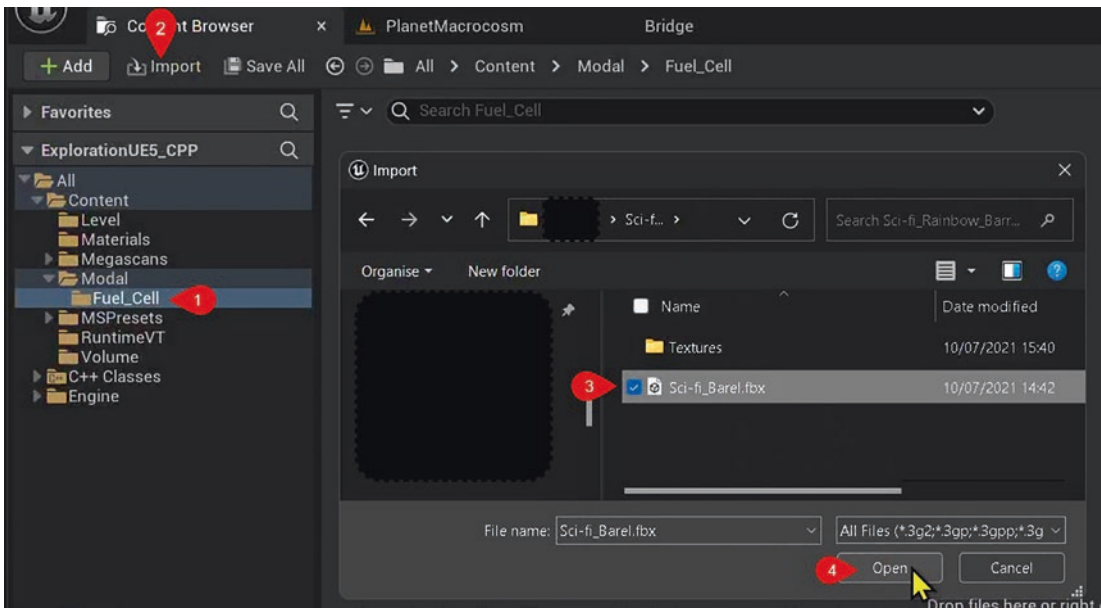 Content Browser × PlanetMacrocosm Bridge
2
+ Add Import Save All All > Content > Modal > Fuel_Cell
Favorites
Search Fuel_Cell
ExplorationUE5_CPP
All
Content
Level
Materials
Megascans
Modal
Fuel_Cell 1
MSPresets
RuntimeVT
Volume
C++ Classes
Engine
Import
> Sci-f... >
Search Sci-fi_Rainbow_Barr...
Organise New folder
Name Date modified
Textures 10/07/2021 15:40
3 Sci-fi_Barel.fbx 10/07/2021 14:42
File name: Sci-fi_Barel.fbx All Files (*.3g2;*.3gp;*.3gpp;*.3g
4 Open Cancel
Drop files here or right